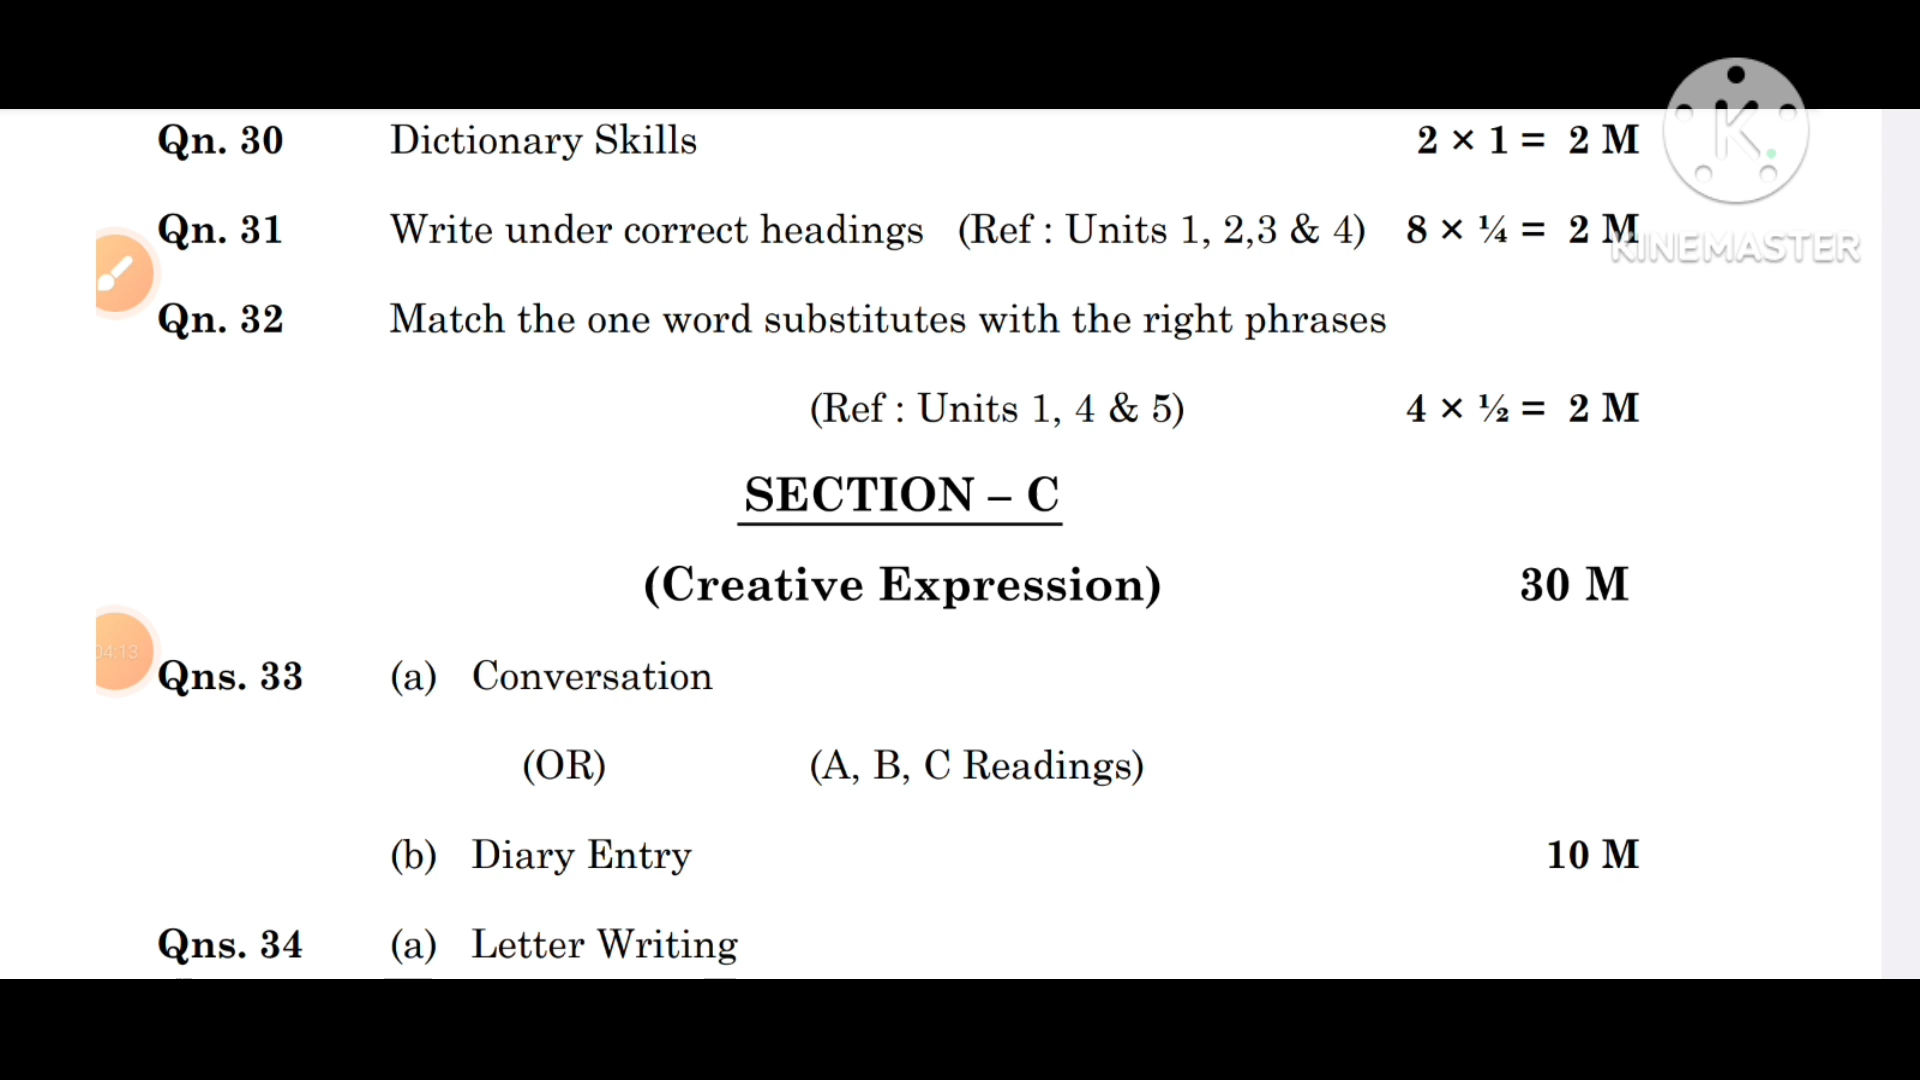 Qn. 30 Dictionary Skills 2 × 1 = 2 M
Qn. 31 Write under correct headings (Ref : Units 1, 2,3 & 4) 8 × ¼ = 2 M
KINEMASTER
Qn. 32 Match the one word substitutes with the right phrases
(Ref : Units 1, 4 & 5) 4 × ½ = 2 M
SECTION – C
(Creative Expression) 30 M
04:13
Qns. 33 (a) Conversation
(OR) (A, B, C Readings)
(b) Diary Entry 10 M
Qns. 34 (a) Letter Writing